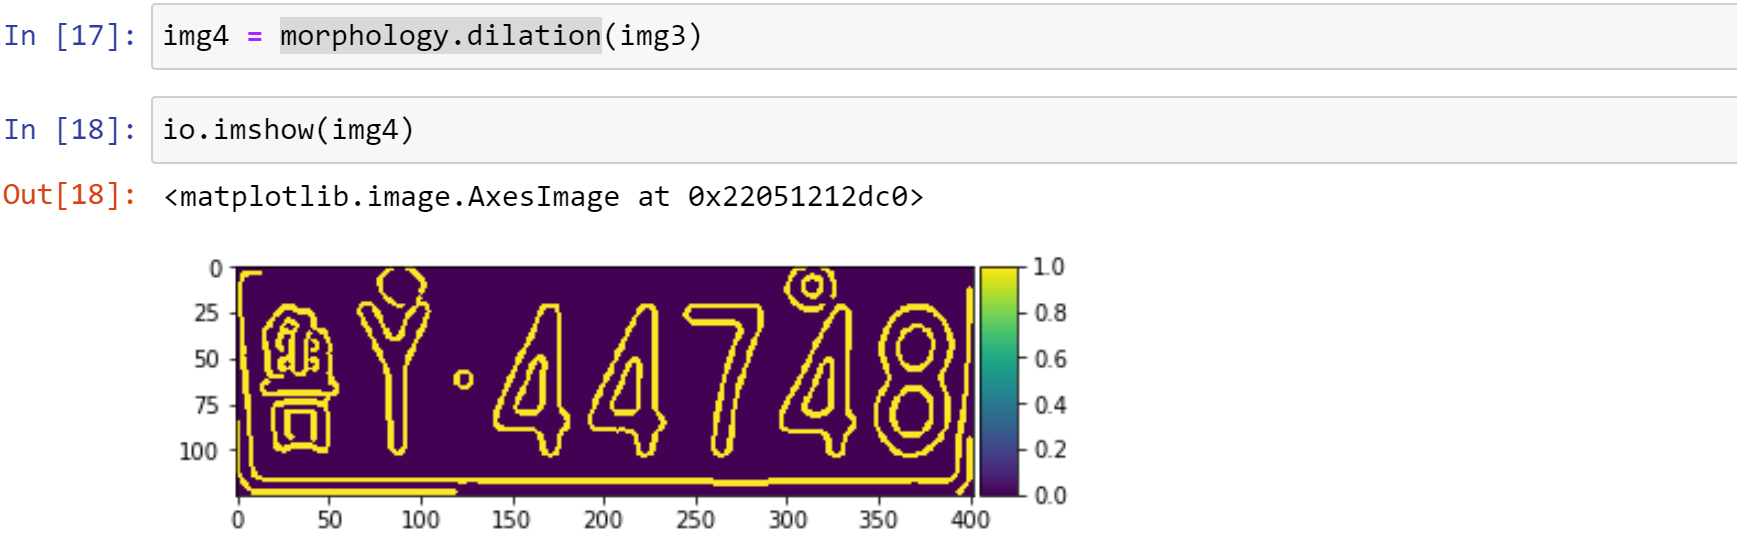 In [17]: img4 = morphology.dilation(img3)
In [18]: io.imshow(img4)
Out[18]: <matplotlib.image.AxesImage at 0x22051212dc0>
0
25
50
75
100
Y·44748
0 50 100 150 200 250 300 350 400
1.0
0.8
0.6
0.4
0.2
0.0